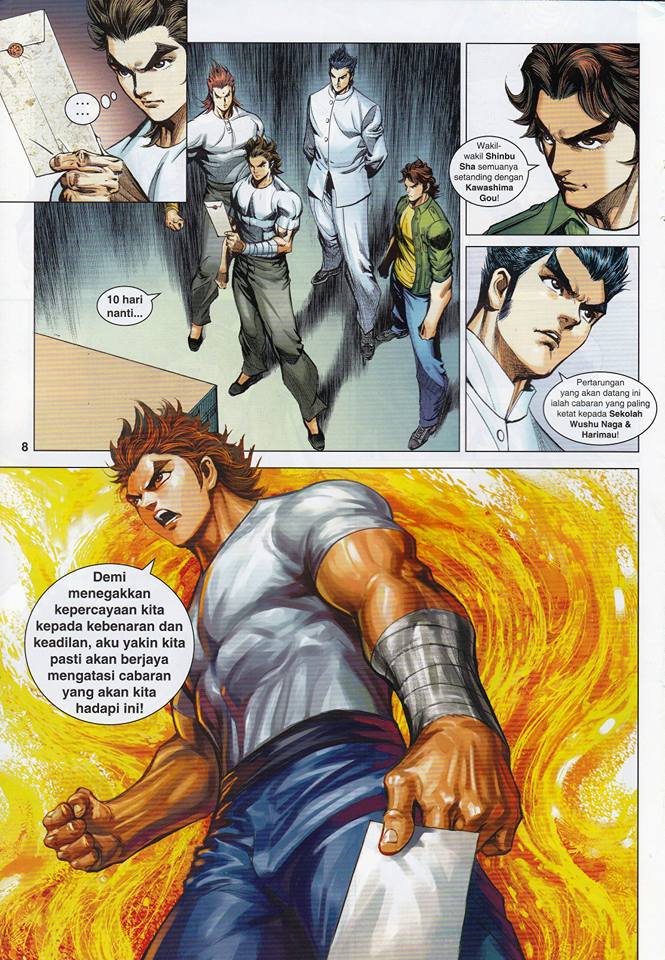 ...
...
10 hari
nanti...
Wakil-
wakil Shinbu
Sha semuanya
setanding dengan
Kawashima
Gou!
Pertarungan
yang akan datang ini
ialah cabaran yang paling
ketat kepada Sekolah
Wushu Naga &
Harimau!
8
Demi
menegakkan
kepercayaan kita
kepada kebenaran dan
keadilan, aku yakin kita
pasti akan berjaya
mengatasi cabaran
yang akan kita
hadapi ini!